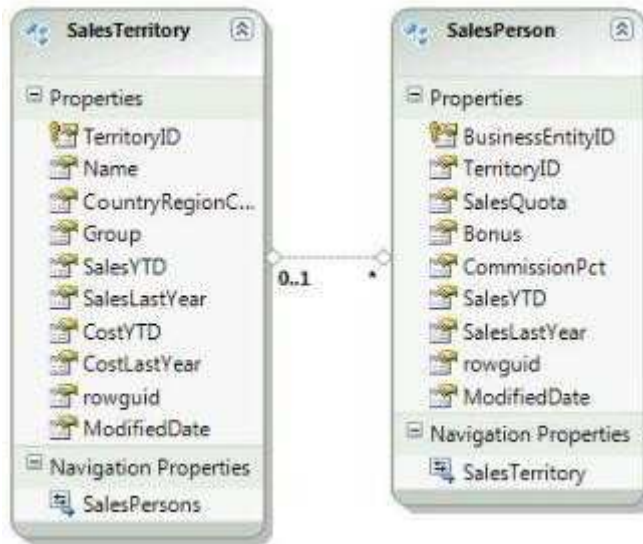 SalesTerritory
Properties
TerritoryID
Name
CountryRegionC...
Group
SalesYTD
SalesLastYear
CostYTD
CostLastYear
rowguid
ModifiedDate
Navigation Properties
SalesPersons
0..1
*
SalesPerson
Properties
BusinessEntityID
TerritoryID
SalesQuota
Bonus
CommissionPct
SalesYTD
SalesLastYear
rowguid
ModifiedDate
Navigation Properties
SalesTerritory